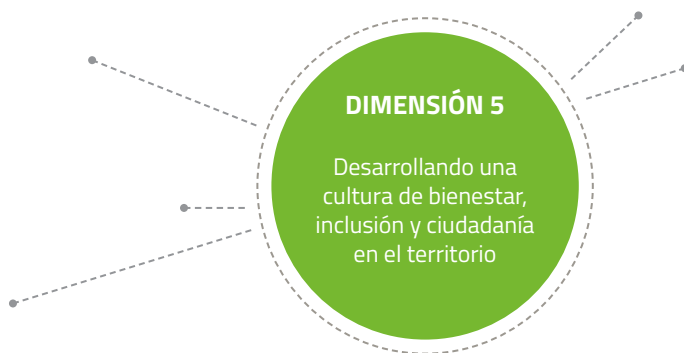 DIMENSIÓN 5
Desarrollando una
cultura de bienestar,
inclusión y ciudadanía
en el territorio